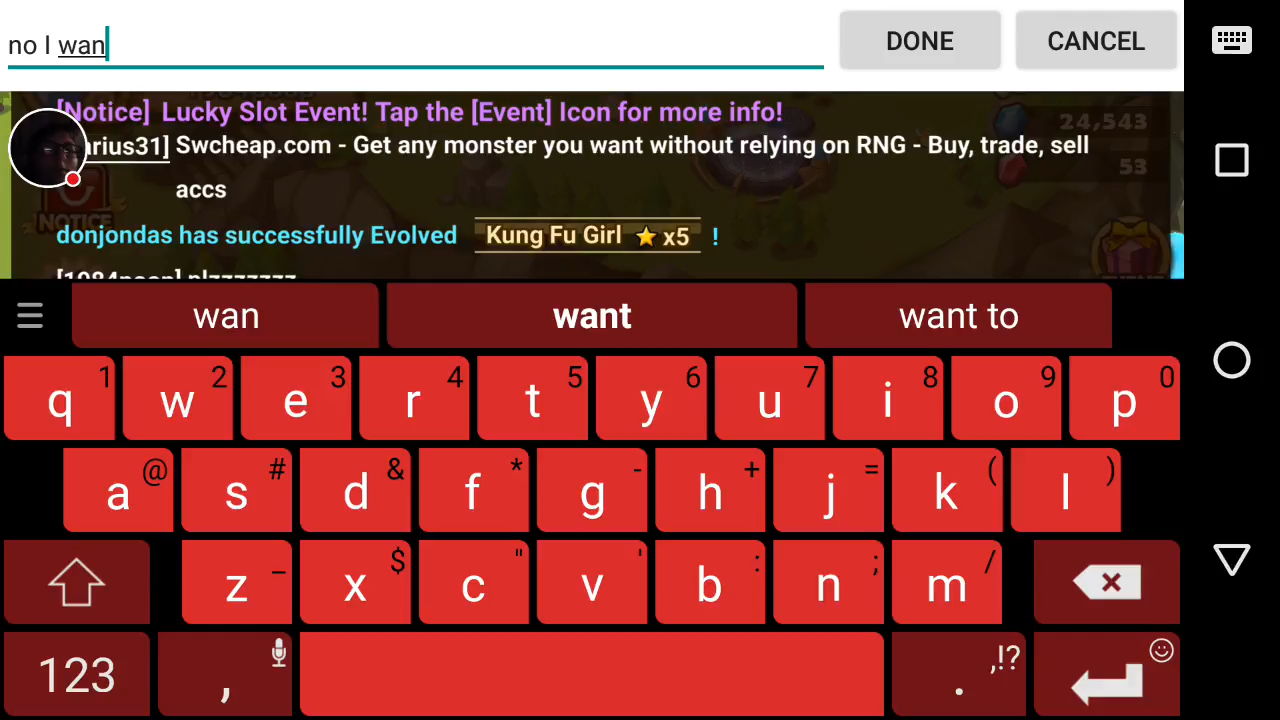 no I wan
DONE
CANCEL
[Notice] Lucky Slot Event! Tap the [Event] Icon for more info!
24,543
arius31] Swcheap.com - Get any monster you want without relying on RNG - Buy, trade, sell
accs
53
NOTICE
donjondas has successfully Evolved Kung Fu Girl ★ x5 !
[1984noon] plzzzzzzz
wan
want
want to
q 1 w 2 e 3 r 4 t 5 y 6 u 7 i 8 o 9 p 0
a @ s # d & f * g - h + j = k ( l )
z _ x $ c " v ' b : n ; m /
123 , . ,!?